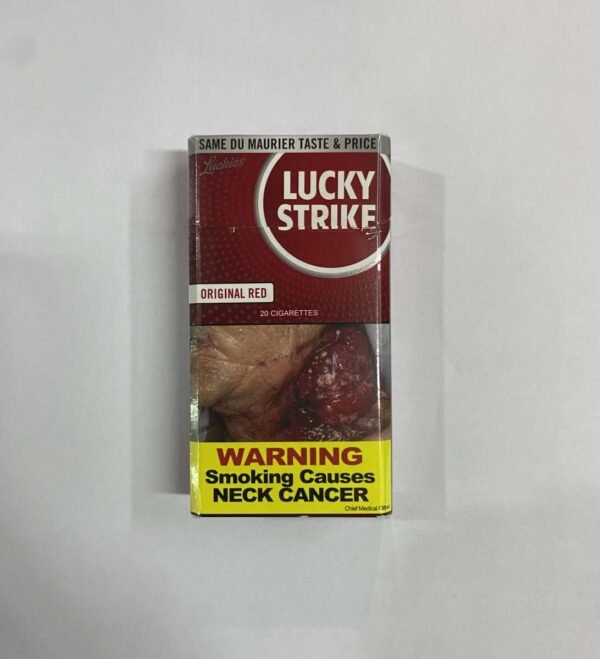 SAME DU MAURIER TASTE & PRICE
Luckies
LUCKY
STRIKE
ORIGINAL RED
20 CIGARETTES
WARNING
Smoking Causes
NECK CANCER
Chief Medical